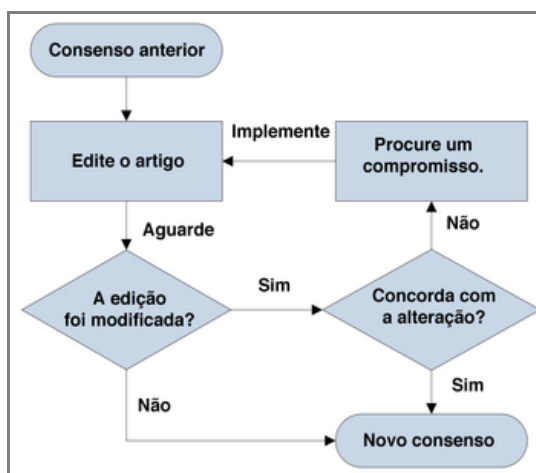 Consenso anterior
Edite o artigo
Implemente
Procure um
compromisso.
Aguarde
Não
A edição
foi modificada?
Sim
Concorda com
a alteração?
Não
Sim
Novo consenso